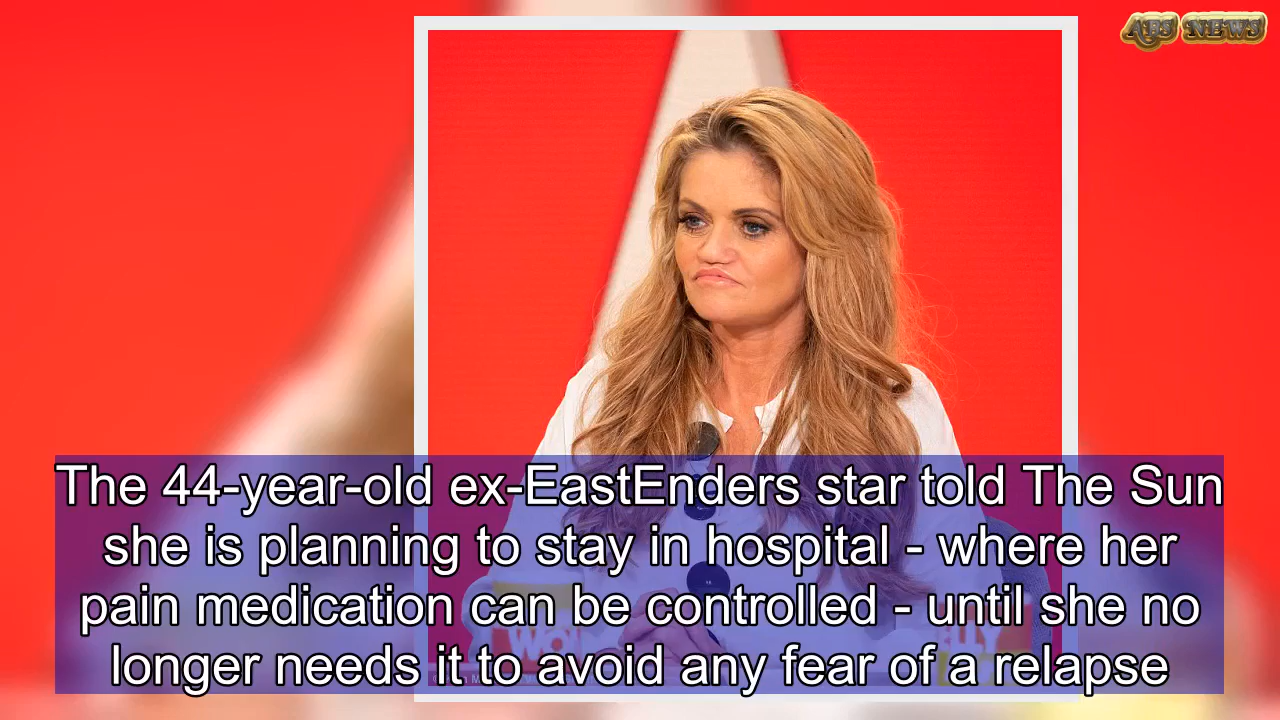 ABS NEWS
The 44-year-old ex-EastEnders star told The Sun
she is planning to stay in hospital - where her
pain medication can be controlled - until she no
longer needs it to avoid any fear of a relapse